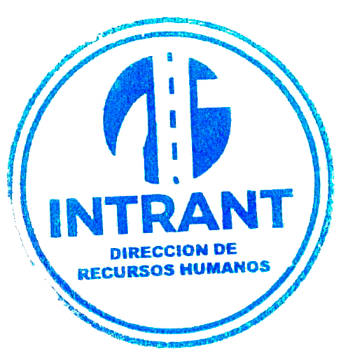 INTRANT
DIRECCION DE
RECURSOS HUMANOS